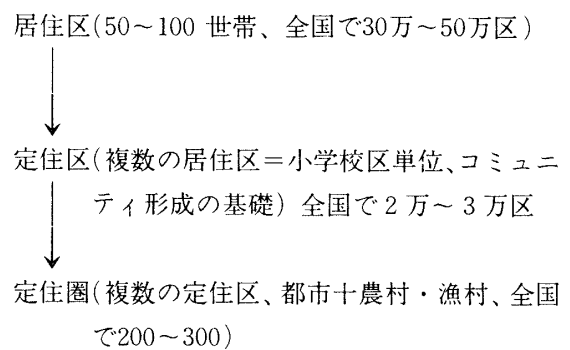 居住区(50～100 世帯、全国で30万～50万区)
定住区(複数の居住区＝小学校区単位、コミュニ
ティ形成の基礎) 全国で2万～3万区
定住圏(複数の定住区、都市十農村・漁村、全国
で200～300)